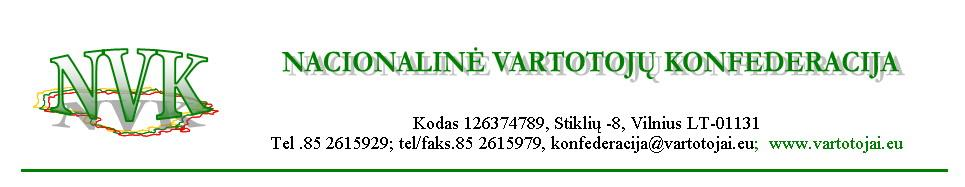 NVK
NACIONALINĖ VARTOTOJŲ KONFEDERACIJA
Kodas 126374789, Stiklių -8, Vilnius LT-01131
Tel .85 2615929; tel/faks.85 2615979, konfederacija@vartotojai.eu; www.vartotojai.eu